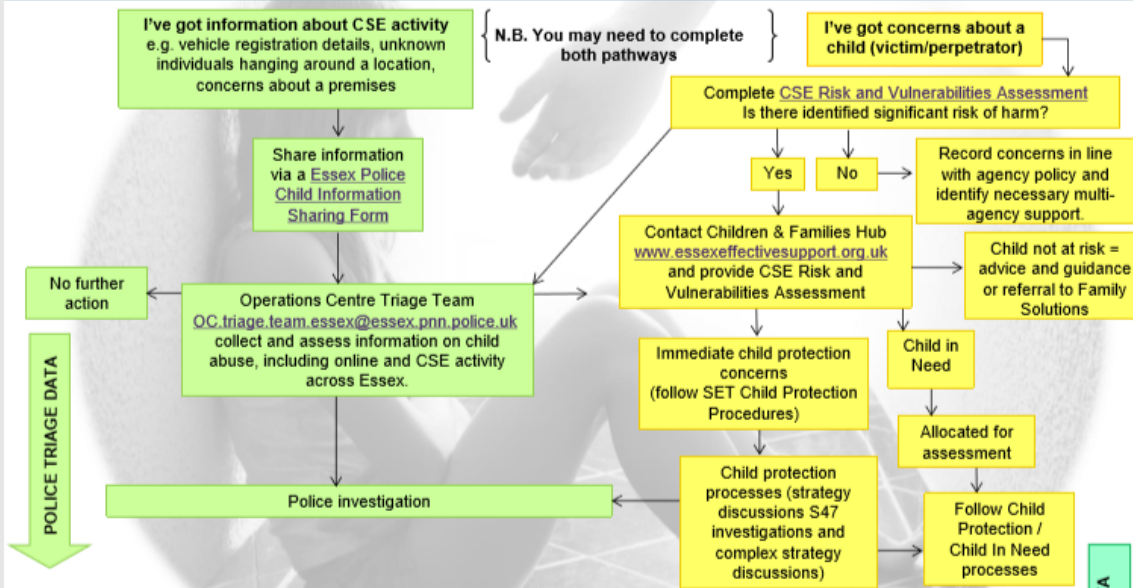 I've got information about CSE activity
e.g. vehicle registration details, unknown
individuals hanging around a location,
concerns about a premises
N.B. You may need to complete
both pathways
I've got concerns about a
child (victim/perpetrator)
Complete CSE Risk and Vulnerabilities Assessment
Is there identified significant risk of harm?
Share information
via a Essex Police
Child Information
Sharing Form
Yes
No
Record concerns in line
with agency policy and
identify necessary multi-
agency support.
Contact Children & Families Hub
www.essexeffectivesupport.org.uk
and provide CSE Risk and
Vulnerabilities Assessment
Child not at risk =
advice and guidance
or referral to Family
Solutions
No further
action
Operations Centre Triage Team
OC.triage.team.essex@essex.pnn.police.uk
collect and assess information on child
abuse, including online and CSE activity
across Essex.
Immediate child protection
concerns
(follow SET Child Protection
Procedures)
Child in
Need
Allocated for
assessment
POLICE TRIAGE DATA
Police investigation
Child protection
processes (strategy
discussions S47
investigations and
complex strategy
discussions)
Follow Child
Protection /
Child In Need
processes
A